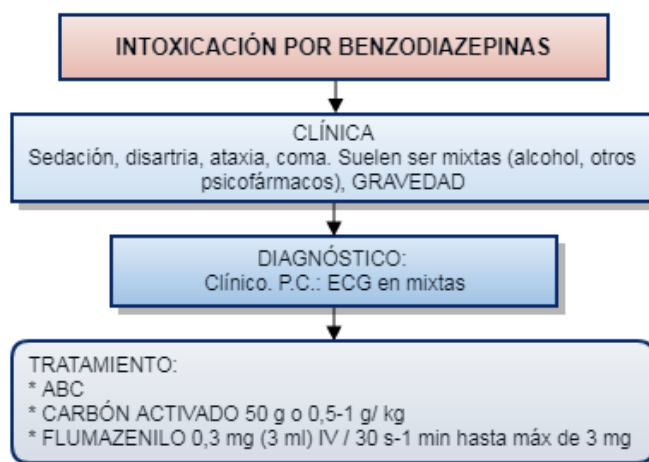 INTOXICACIÓN POR BENZODIAZEPINAS
CLÍNICA
Sedación, disartria, ataxia, coma. Suelen ser mixtas (alcohol, otros
psicofármacos), GRAVEDAD
DIAGNÓSTICO:
Clínico. P.C.: ECG en mixtas
TRATAMIENTO:
* ABC
* CARBÓN ACTIVADO 50 g o 0,5-1 g/ kg
* FLUMAZENILO 0,3 mg (3 ml) IV / 30 s-1 min hasta máx de 3 mg